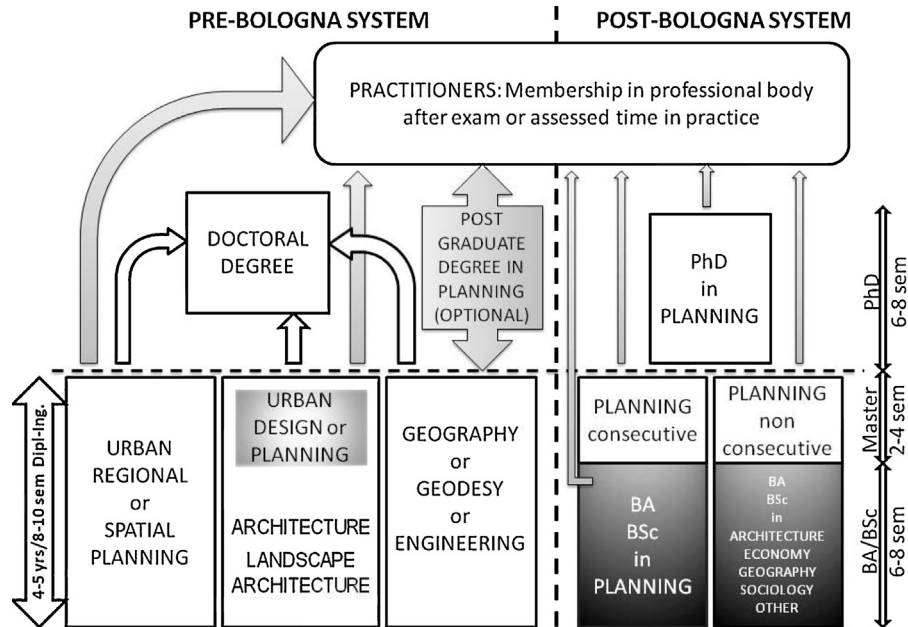 PRE-BOLOGNA SYSTEM
POST-BOLOGNA SYSTEM
PRACTITIONERS: Membership in professional body
after exam or assessed time in practice
DOCTORAL
DEGREE
POST
GRADUATE
DEGREE IN
PLANNING
(OPTIONAL)
PhD
in
PLANNING
PhD
6-8 sem
4-5 yrs/8-10 sem Dipl-Ing.
URBAN
REGIONAL
or
SPATIAL
PLANNING
URBAN
DESIGN or
PLANNING
ARCHITECTURE
LANDSCAPE
ARCHITECTURE
GEOGRAPHY
or
GEODESY
or
ENGINEERING
PLANNING
consecutive
PLANNING
non
consecutive
Master
2-4 sem
BA
BSc
in
PLANNING
BA
BSc
in
ARCHITECTURE
ECONOMY
GEOGRAPHY
SOCIOLOGY
OTHER
BA/BSc
6-8 sem